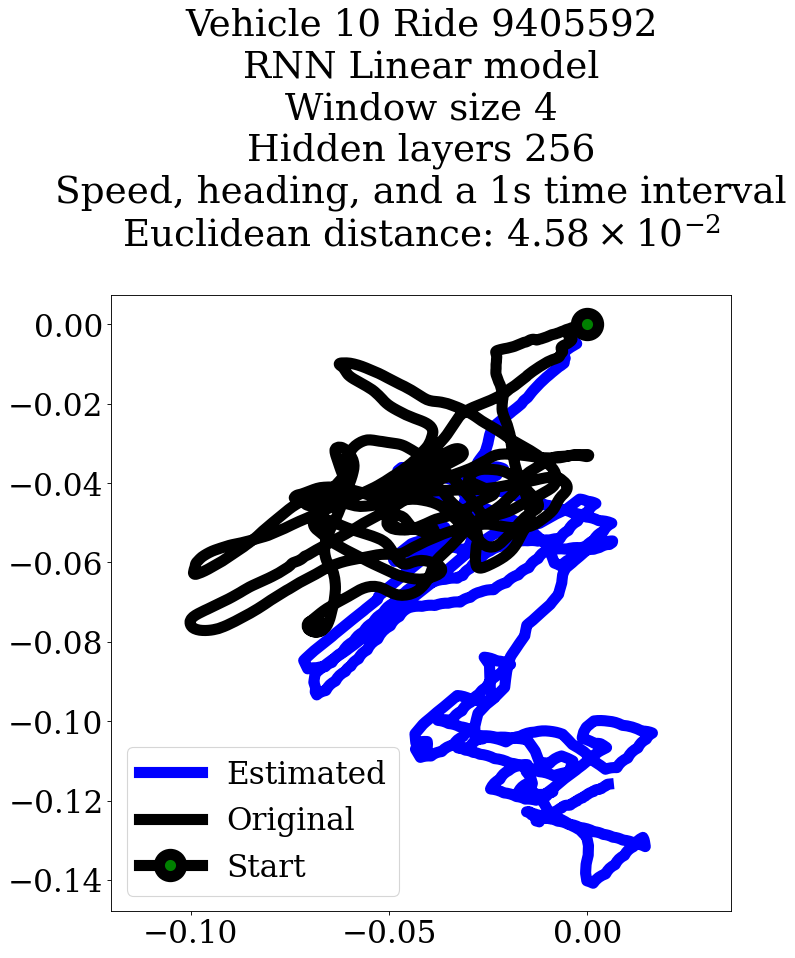 Vehicle 10 Ride 9405592
RNN Linear model
Window size 4
Hidden layers 256
Speed, heading, and a 1s time interval
Euclidean distance: 4.58 × 10⁻²
0.00
−0.02
−0.04
−0.06
−0.08
−0.10
−0.12
−0.14
Estimated
Original
Start
−0.10 −0.05 0.00